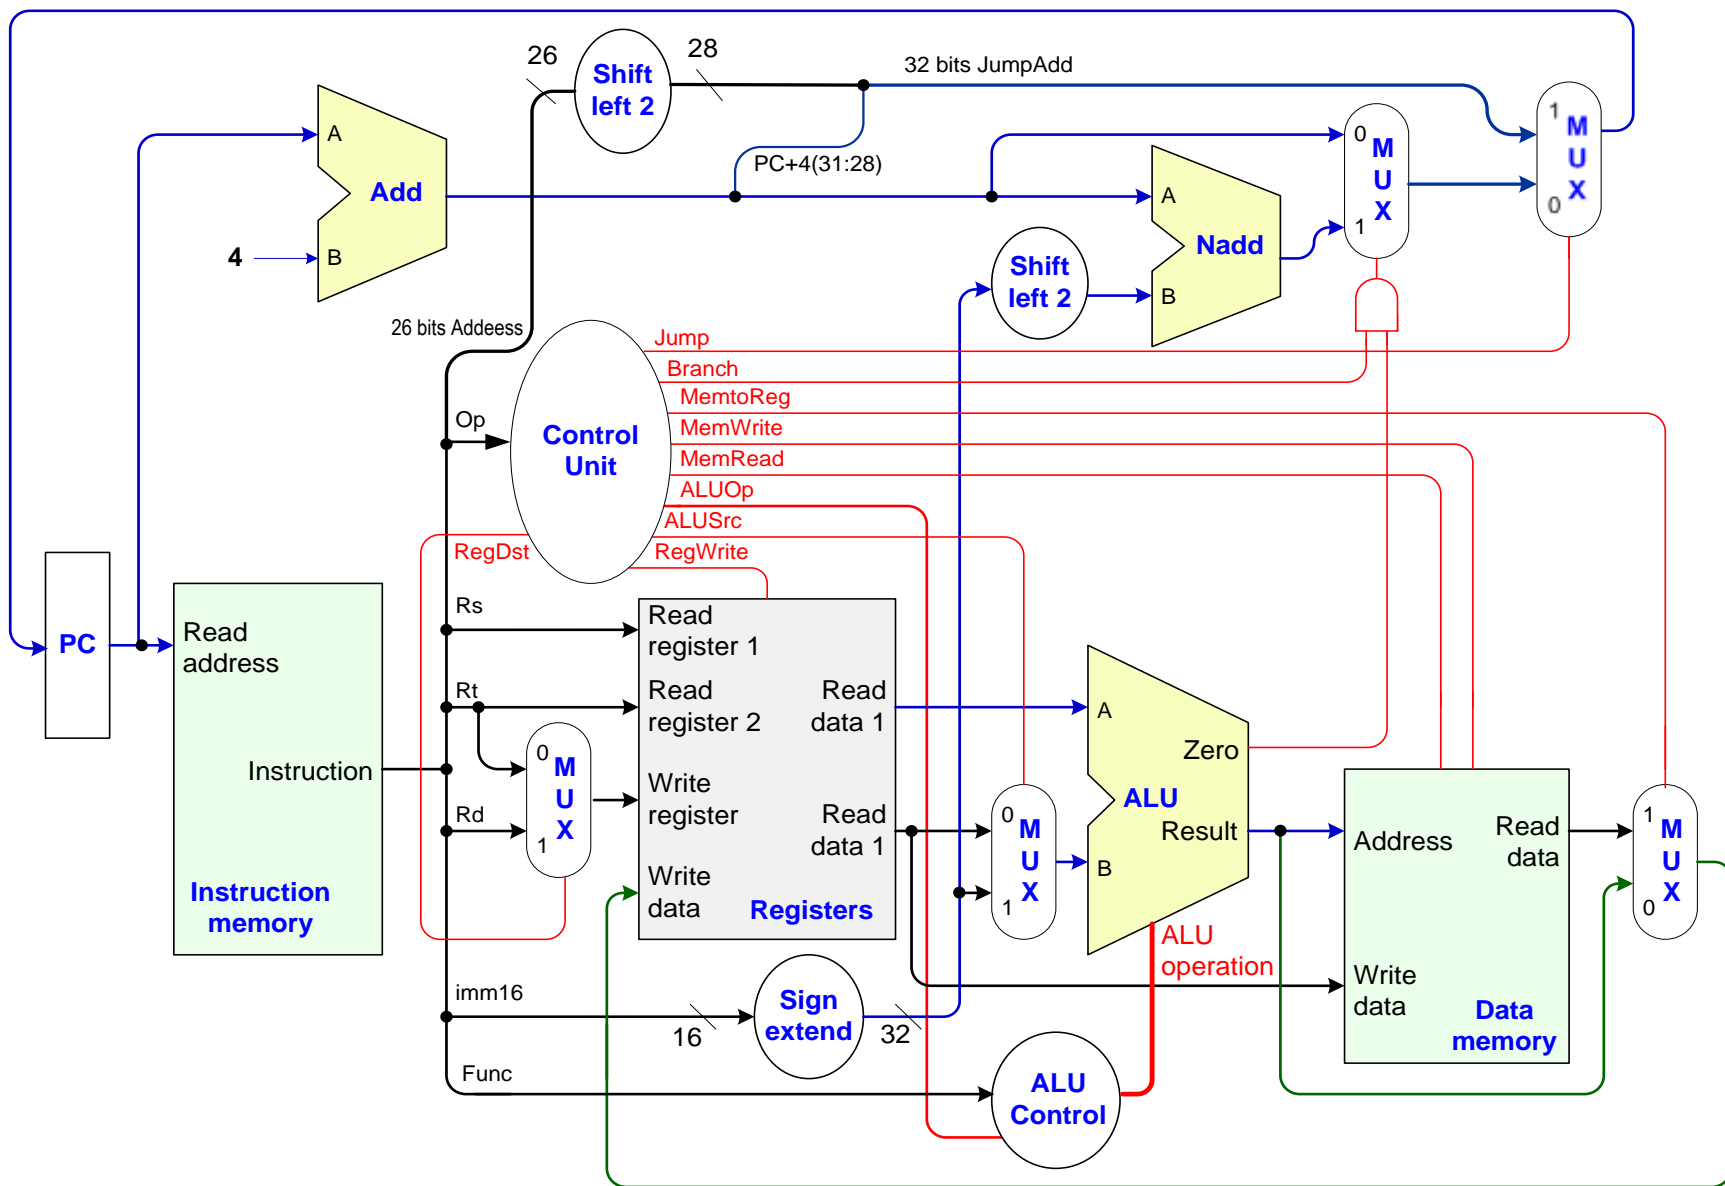 26
Shift
left 2
28
32 bits JumpAdd
1
M
U
X
0
0
M
U
X
1
A
Add
B
4
PC+4(31:28)
A
Nadd
B
Shift
left 2
26 bits Addeess
Jump
Branch
MemtoReg
MemWrite
MemRead
ALUOp
ALUSrc
RegWrite
RegDst
Op
Control
Unit
PC
Read
address
Instruction
Instruction
memory
Rs
Rt
Rd
0
M
U
X
1
Read
register 1
Read
register 2
Write
register
Write
data
Read
data 1
Read
data 1
Registers
0
M
U
X
1
A
Zero
ALU
Result
B
ALU
operation
Address
Read
data
Write
data
Data
memory
1
M
U
X
0
imm16
16
Sign
extend
32
Func
ALU
Control